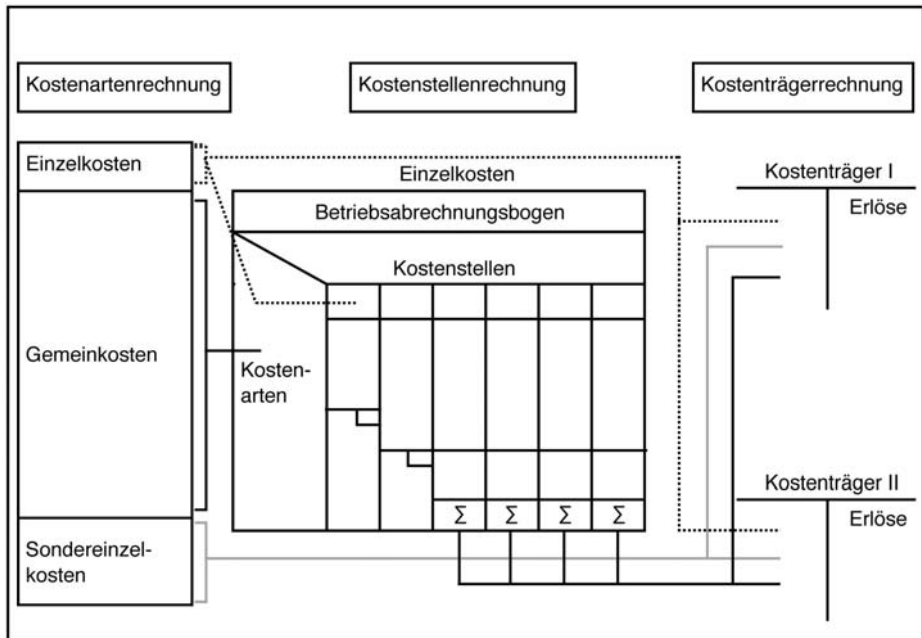 Kostenartenrechnung
Kostenstellenrechnung
Kostenträgerrechnung
Einzelkosten
Gemeinkosten
Sondereinzel-
kosten
Einzelkosten
Betriebsabrechnungsbogen
Kostenstellen
Kosten-
arten
Σ Σ Σ Σ
Kostenträger I
Erlöse
Kostenträger II
Erlöse